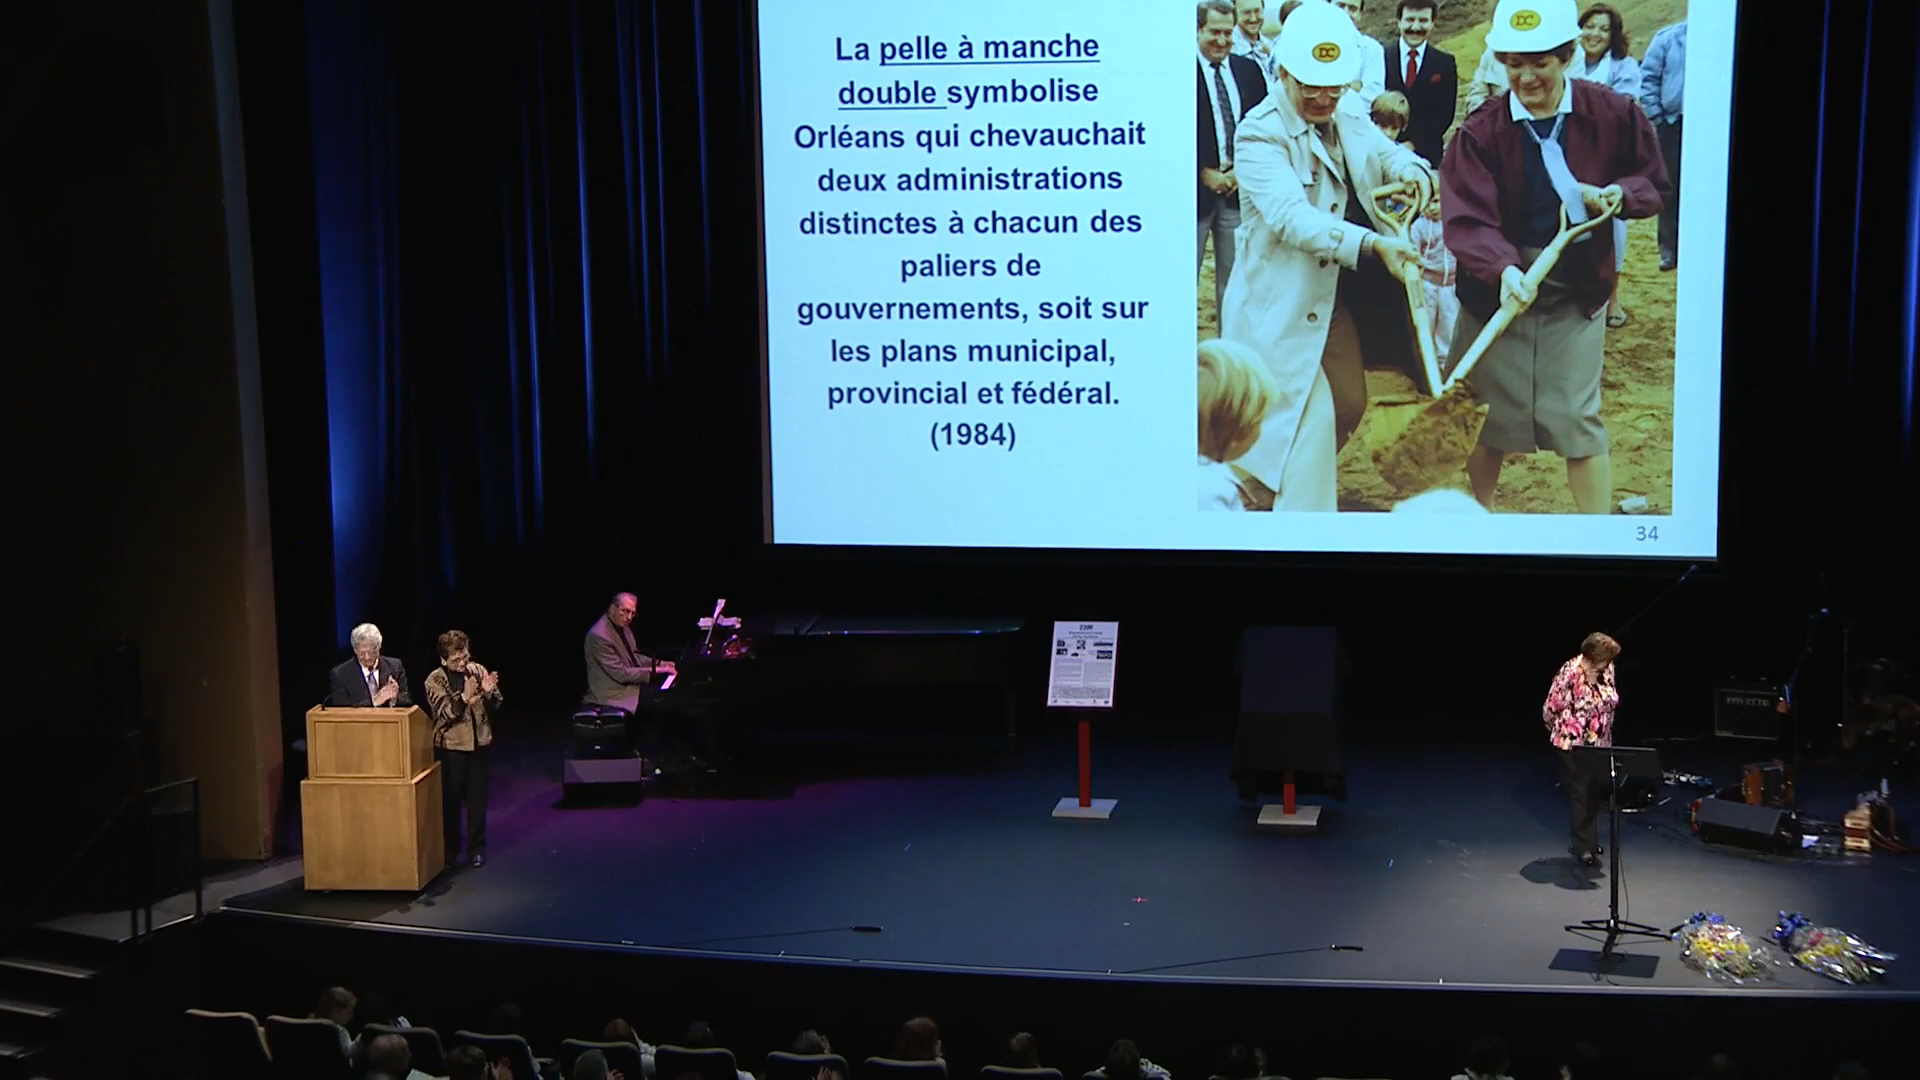 La pelle à manche
double symbolise
Orléans qui chevauchait
deux administrations
distinctes à chacun des
paliers de
gouvernements, soit sur
les plans municipal,
provincial et fédéral.
(1984)
DC
DC
34